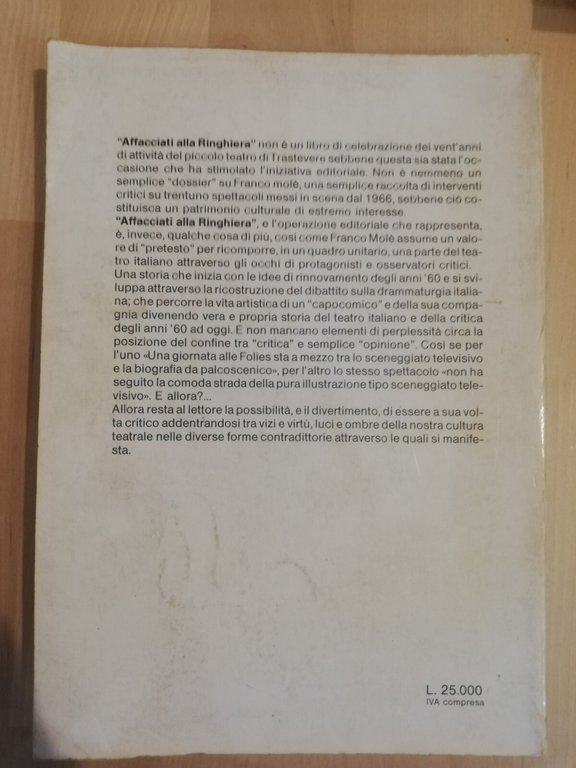 "Affacciati alla Ringhiera" non è un libro di celebrazione dei vent'anni
di attività del piccolo teatro di Trastevere sebbene questa sia stata l'oc-
casione che ha stimolato l'iniziativa editoriale. Non è nemmeno un
semplice "dossier" su Franco molè, una semplice raccolta di interventi
critici su trentuno spettacoli messi in scena dal 1966, sebbene ciò co-
stituisca un patrimonio culturale di estremo interesse.
"Affacciati alla Ringhiera", e l'operazione editoriale che rappresenta,
è, invece, qualche cosa di più, così come Franco Molè assume un valo-
re di "pretesto" per ricomporre, in un quadro unitario, una parte del tea-
tro italiano attraverso gli occhi di protagonisti e osservatori critici.
Una storia che inizia con le idee di rinnovamento degli anni '60 e si svi-
luppa attraverso la ricostruzione del dibattito sulla drammaturgia italia-
na; che percorre la vita artistica di un "capocomico" e della sua compa-
gnia divenendo vera e propria storia del teatro italiano e della critica
degli anni '60 ad oggi. E non mancano elementi di perplessità circa la
posizione del confine tra "critica" e semplice "opinione". Così se per
l'uno «Una giornata alle Folies sta a mezzo tra lo sceneggiato televisivo
e la biografia da palcoscenico», per l'altro lo stesso spettacolo «non ha
seguito la comoda strada della pura illustrazione tipo sceneggiato tele-
visivo». E allora?...
Allora resta al lettore la possibilità, e il divertimento, di essere a sua vol-
ta critico addentrandosi tra vizi e virtù, luci e ombre della nostra cultura
teatrale nelle diverse forme contradittorie attraverso le quali si manife-
sta.
L. 25.000
IVA compresa